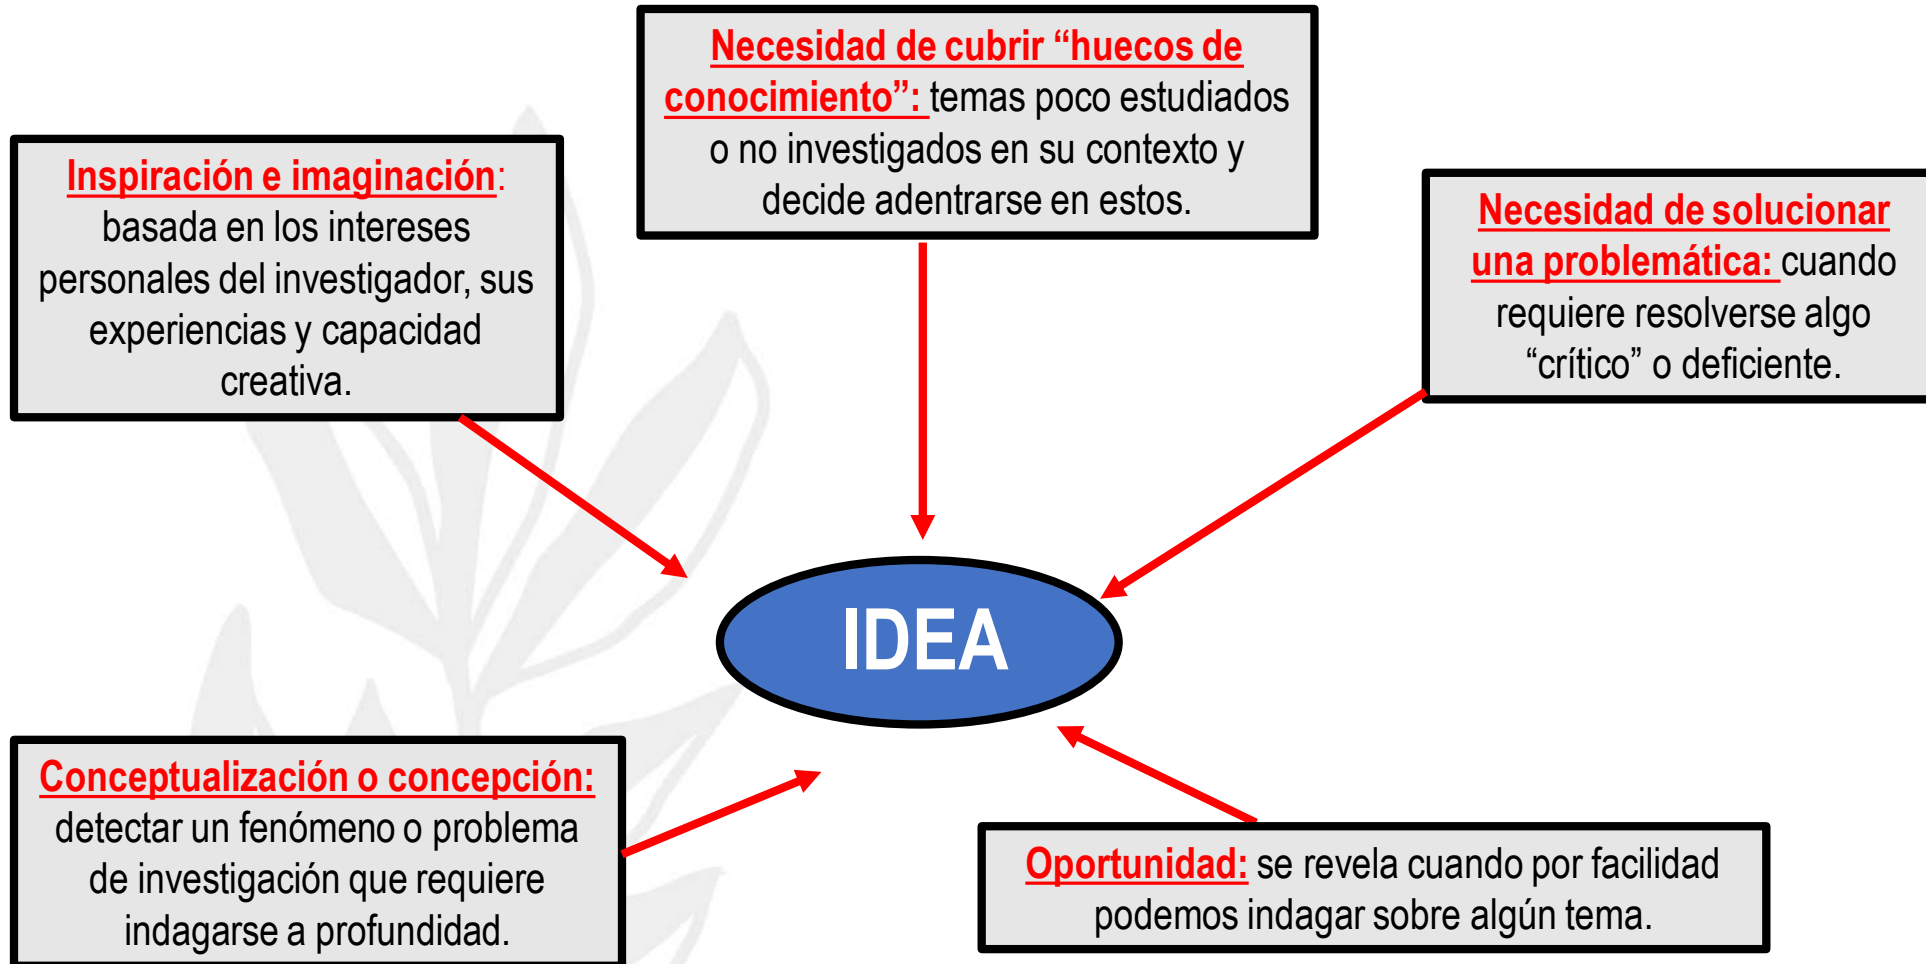 Necesidad de cubrir “huecos de
conocimiento”: temas poco estudiados
o no investigados en su contexto y
decide adentrarse en estos.
Inspiración e imaginación:
basada en los intereses
personales del investigador, sus
experiencias y capacidad
creativa.
Necesidad de solucionar
una problemática: cuando
requiere resolverse algo
“crítico” o deficiente.
IDEA
Conceptualización o concepción:
detectar un fenómeno o problema
de investigación que requiere
indagarse a profundidad.
Oportunidad: se revela cuando por facilidad
podemos indagar sobre algún tema.